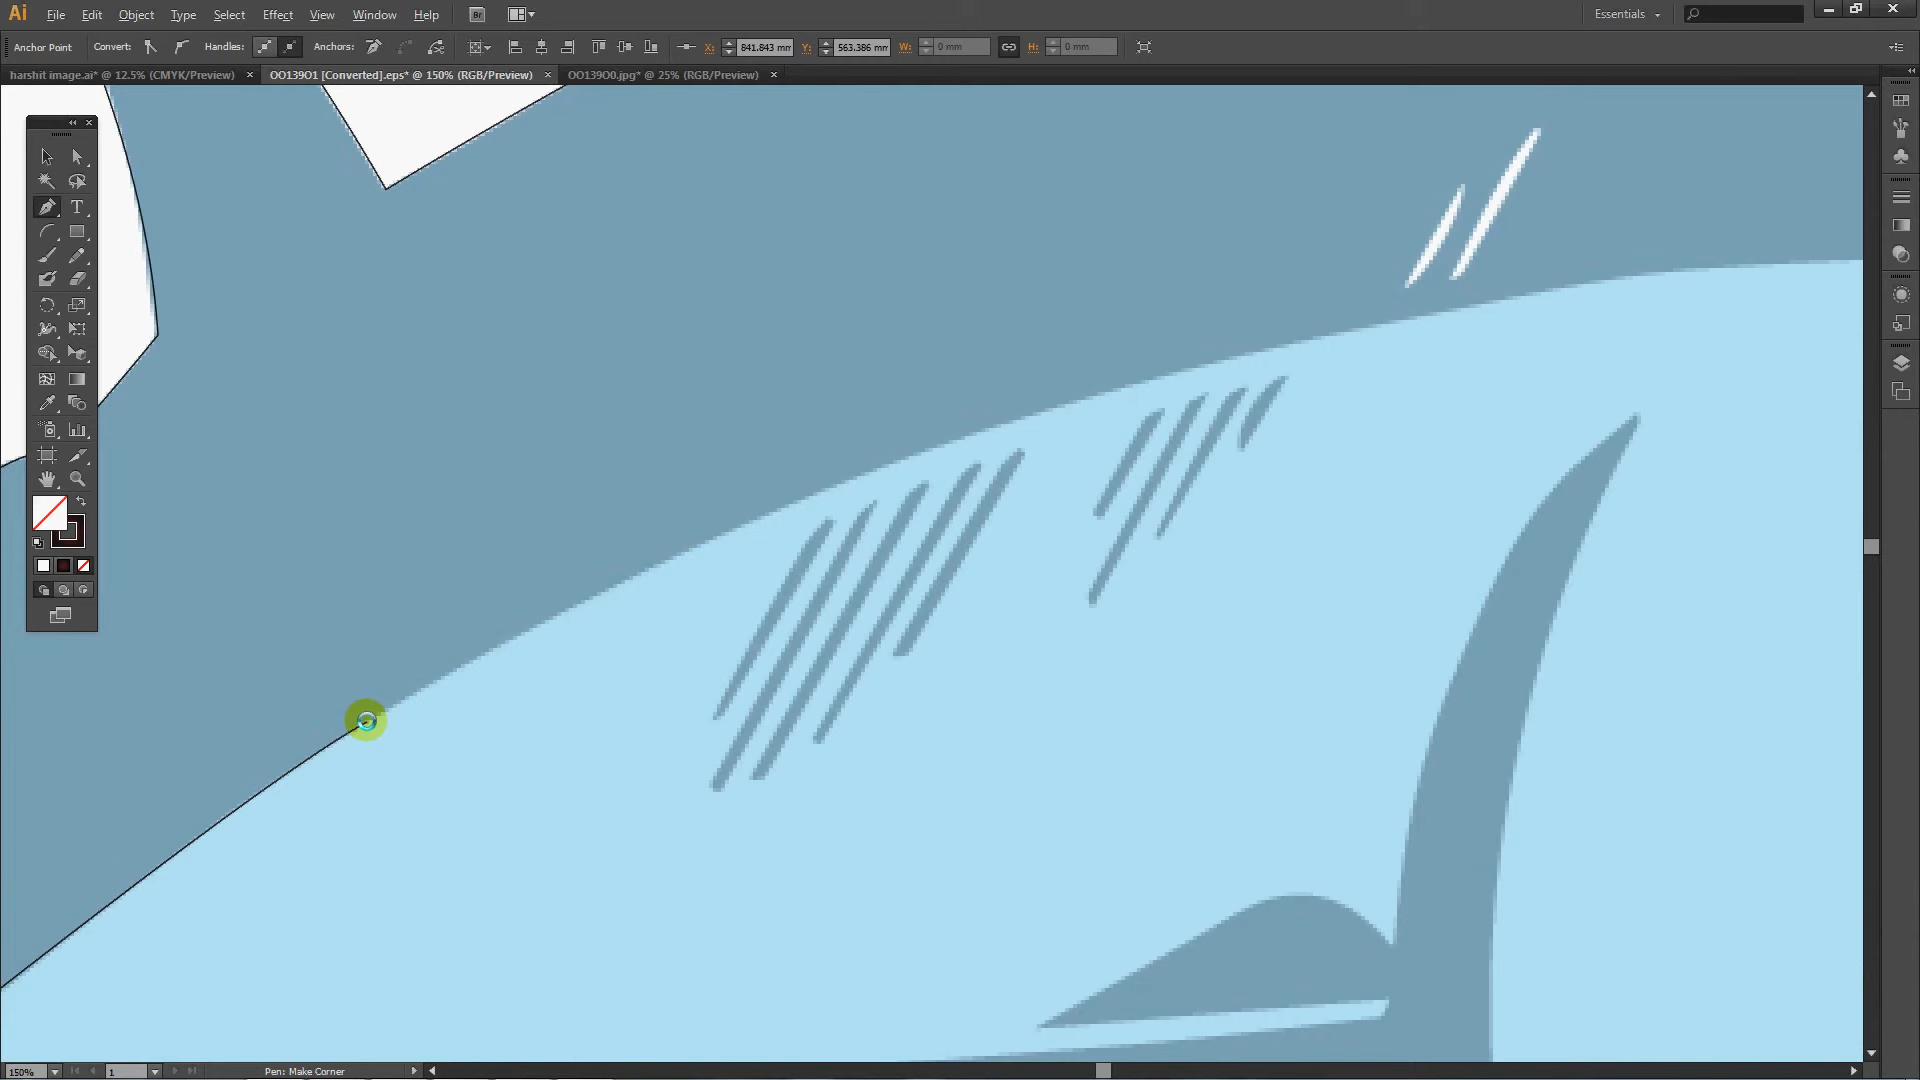 Ai File Edit Object Type Select Effect View Window Help Br Essentials
Anchor Point Convert: Handles: Anchors: X: 841.843 mm Y: 563.386 mm W: 0 mm H: 0 mm
harshit image.ai* @ 12.5% (CMYK/Preview) × OO139O1 [Converted].eps* @ 150% (RGB/Preview) × OO139O0.jpg* @ 25% (RGB/Preview) ×
T
150% 1 Pen: Make Corner